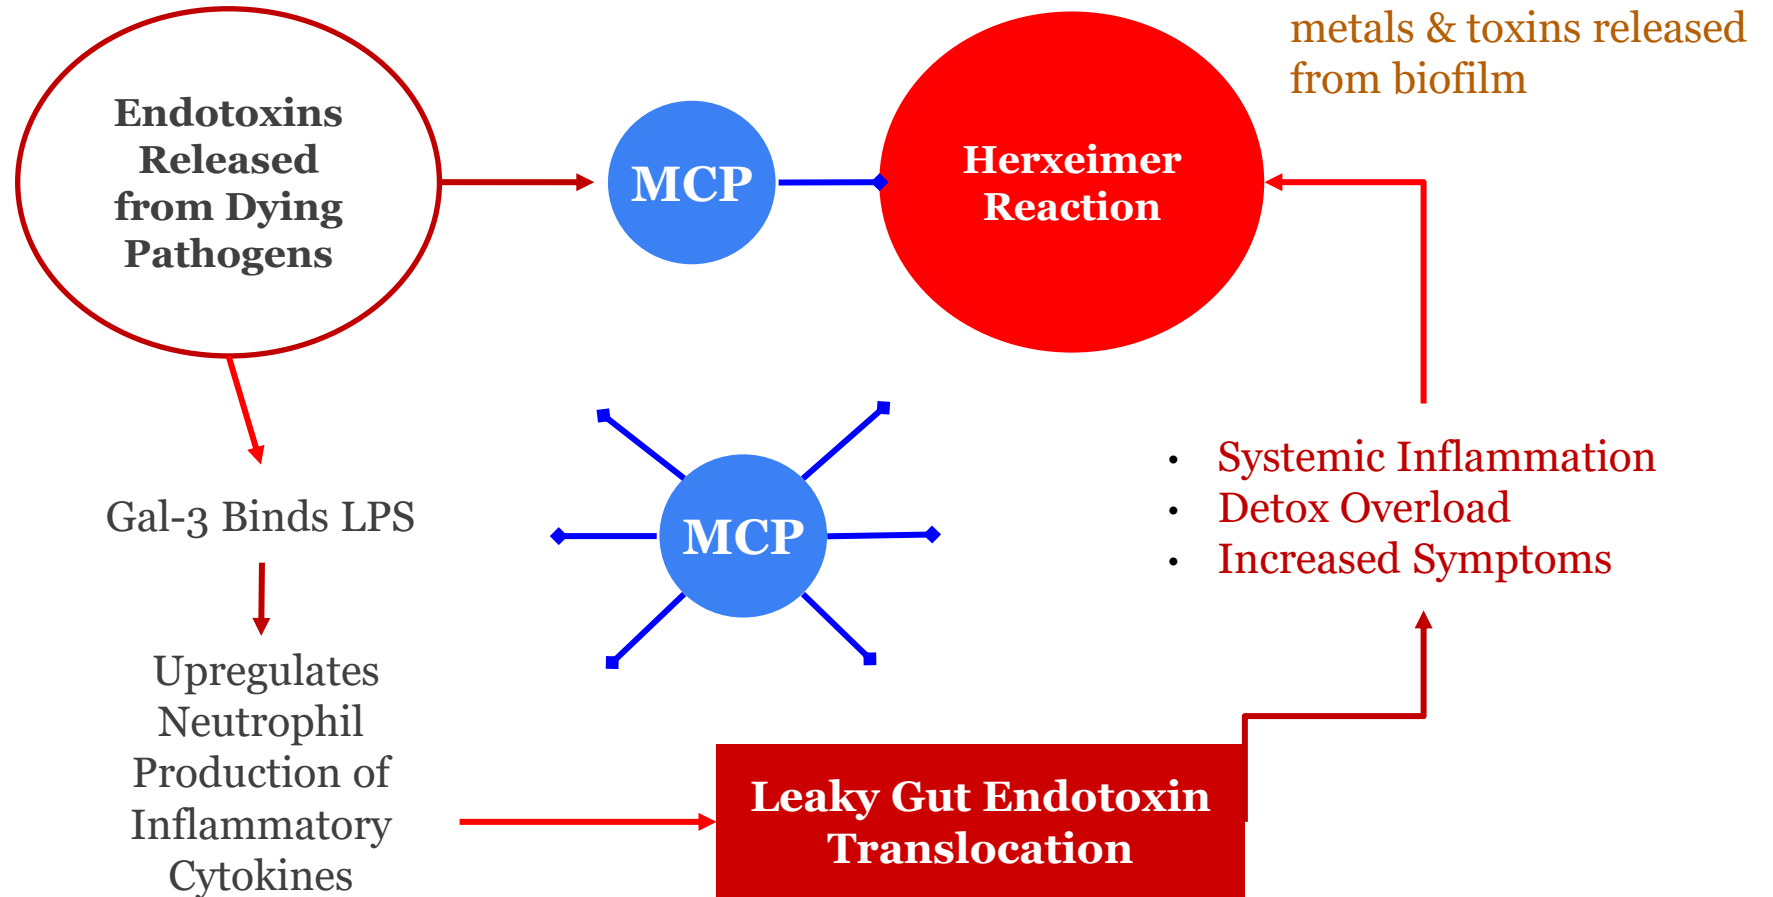 metals & toxins released
from biofilm
Endotoxins
Released
from Dying
Pathogens
MCP
Herxeimer
Reaction
Gal-3 Binds LPS
MCP
• Systemic Inflammation
• Detox Overload
• Increased Symptoms
Upregulates
Neutrophil
Production of
Inflammatory
Cytokines
Leaky Gut Endotoxin
Translocation